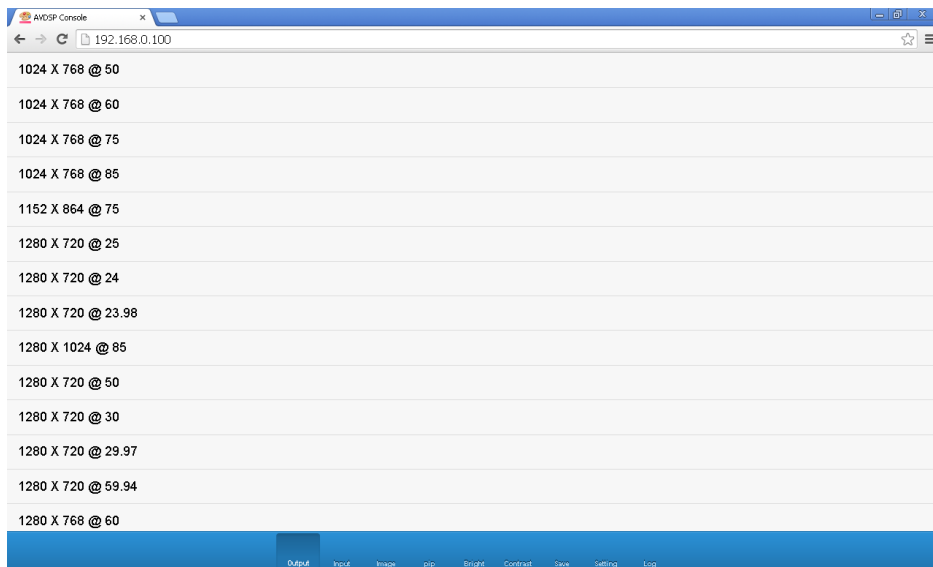 AVDSP Console
192.168.0.100
1024 X 768 @ 50
1024 X 768 @ 60
1024 X 768 @ 75
1024 X 768 @ 85
1152 X 864 @ 75
1280 X 720 @ 25
1280 X 720 @ 24
1280 X 720 @ 23.98
1280 X 1024 @ 85
1280 X 720 @ 50
1280 X 720 @ 30
1280 X 720 @ 29.97
1280 X 720 @ 59.94
1280 X 768 @ 60
Output Input Image pip Bright Contrast Save Setting Log